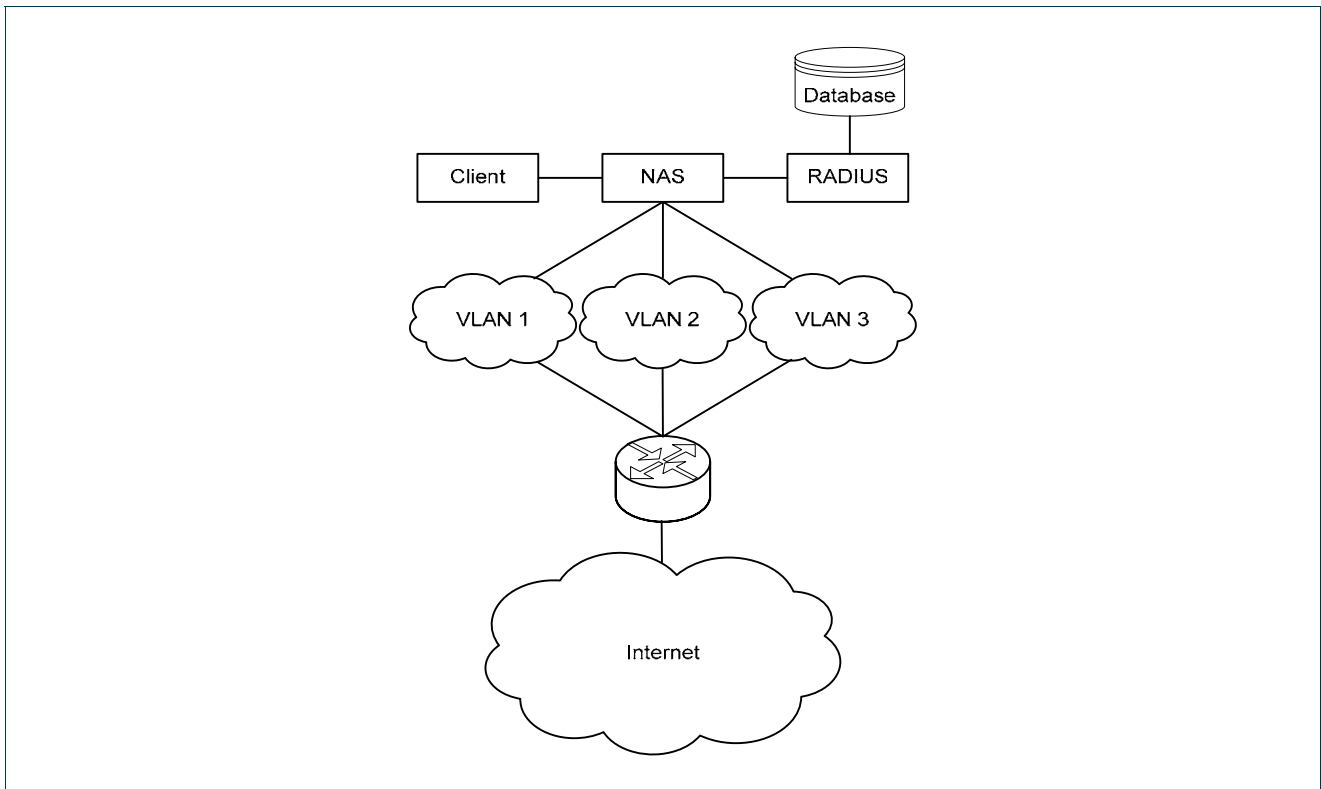 Database
Client
NAS
RADIUS
VLAN 1
VLAN 2
VLAN 3
Internet